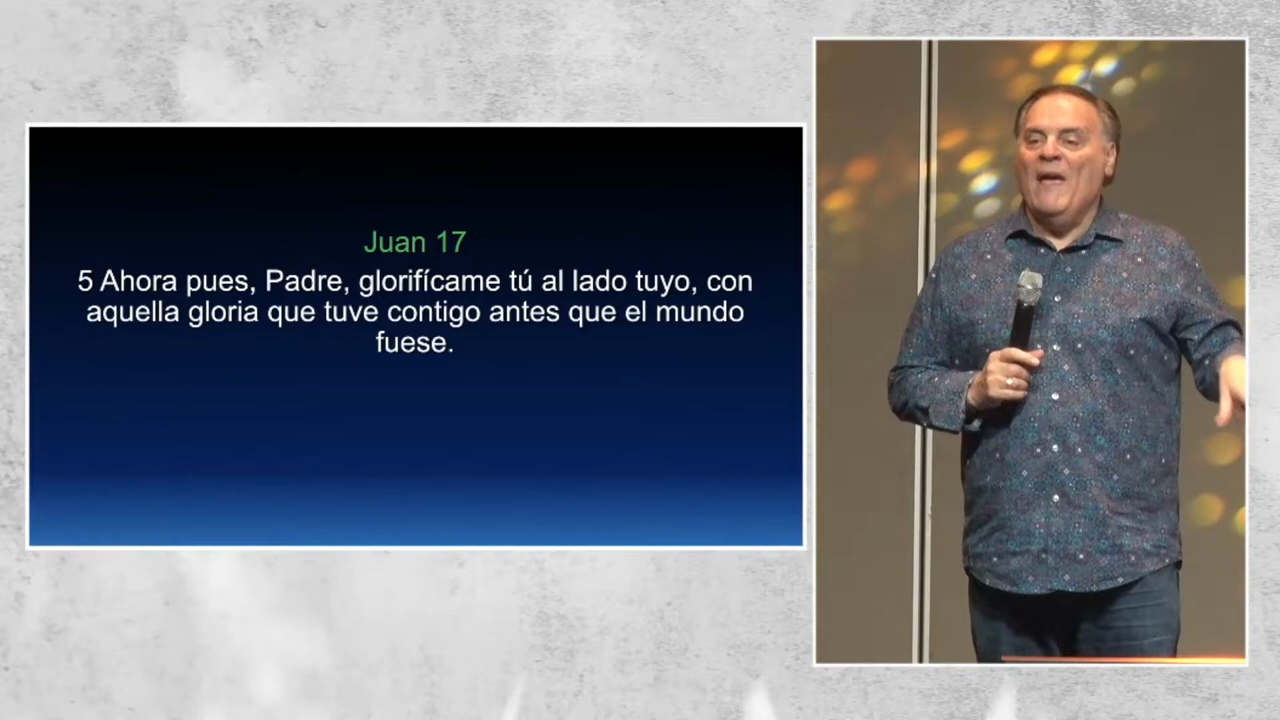 Juan 17
5 Ahora pues, Padre, glorifícame tú al lado tuyo, con
aquella gloria que tuve contigo antes que el mundo
fuese.